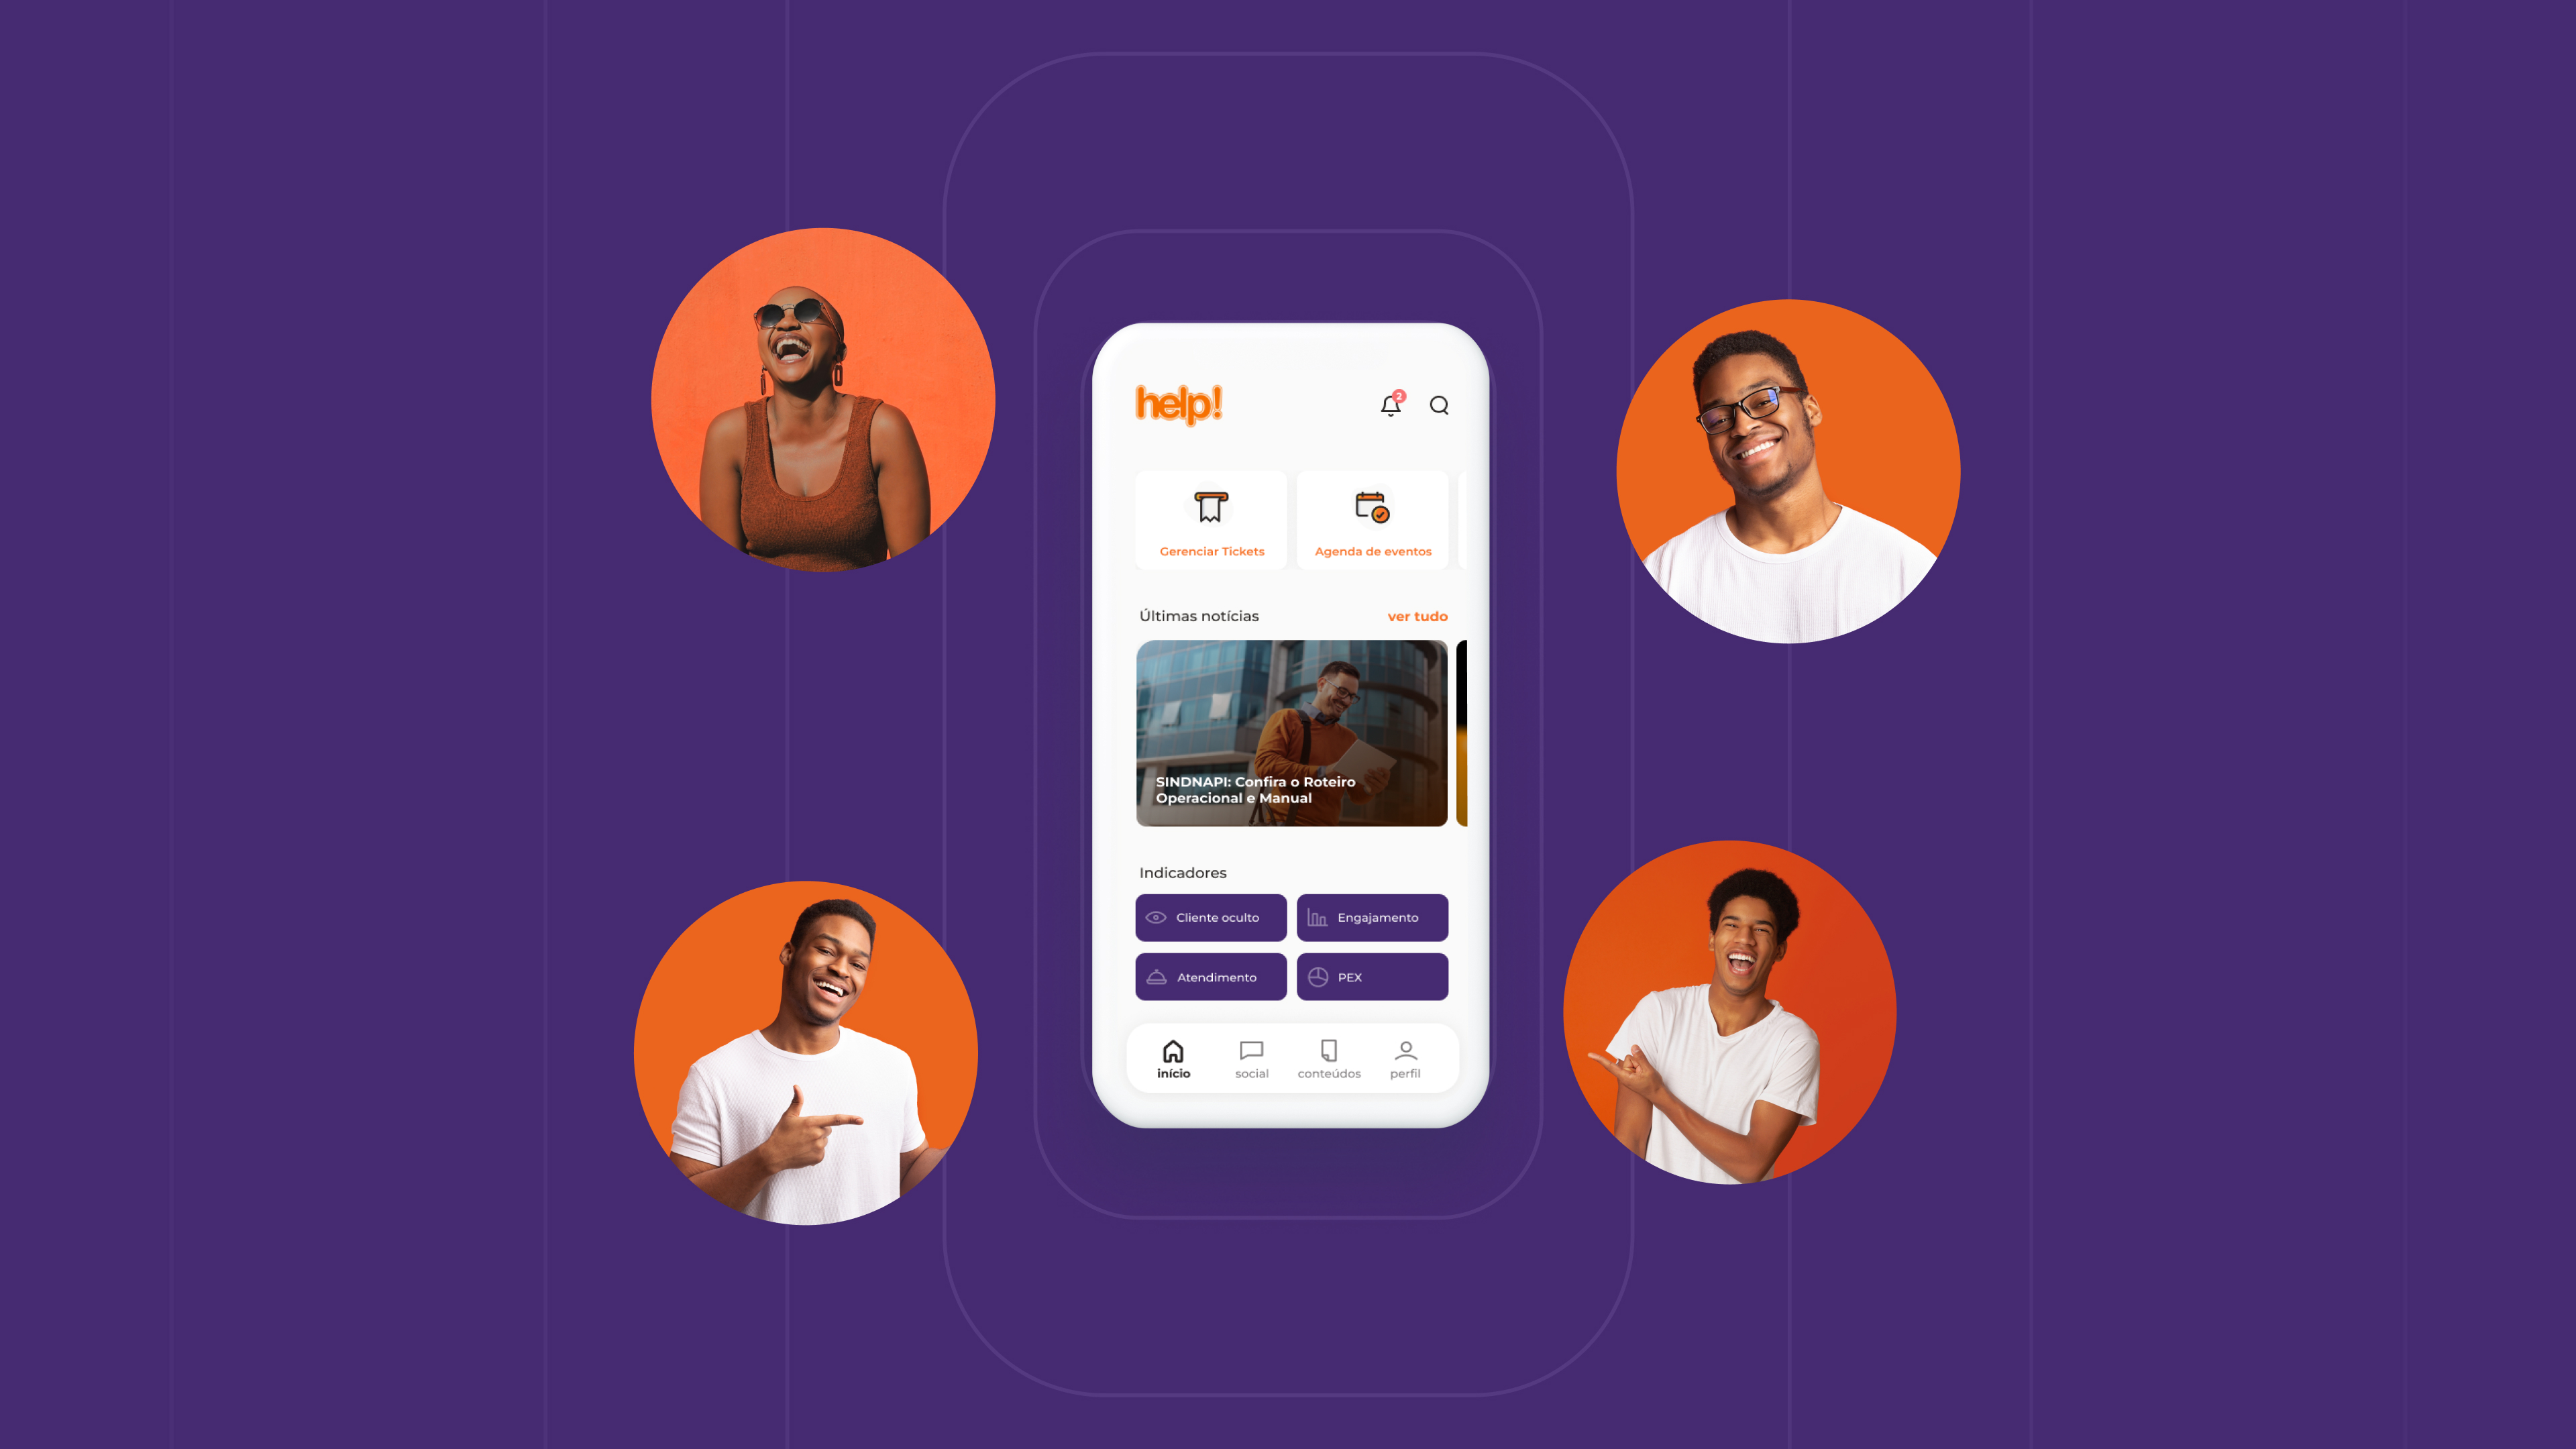 help!
2
Gerenciar Tickets
Agenda de eventos
Últimas notícias
ver tudo
SINDNAPI: Confira o Roteiro
Operacional e Manual
Indicadores
Cliente oculto
Engajamento
Atendimento
PEX
início
social
conteúdos
perfil